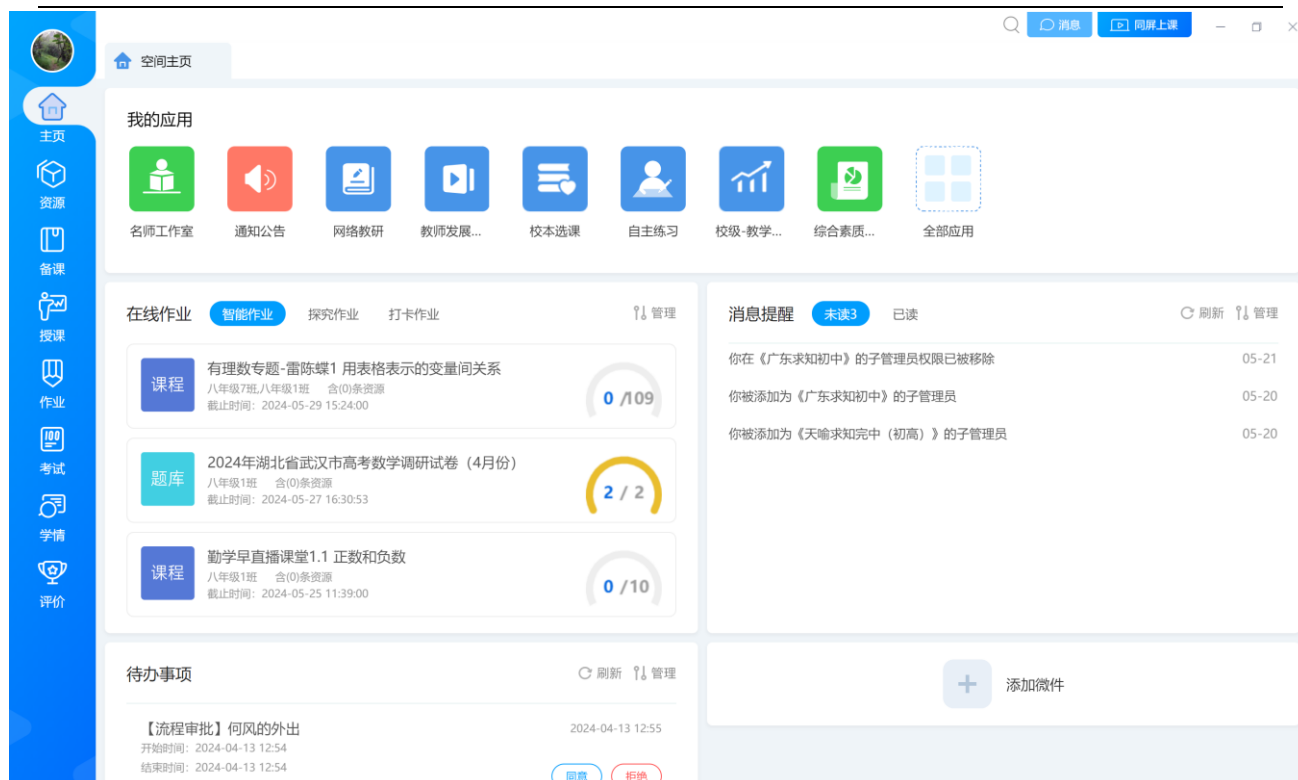 消息
同屏上课
空间主页
主页
资源
备课
授课
作业
考试
学情
评价
我的应用
名师工作室
通知公告
网络教研
教师发展...
校本选课
自主练习
校级-教学...
综合素质...
全部应用
在线作业 智能作业 探究作业 打卡作业 管理
课程
有理数专题-雷陈蝶1 用表格表示的变量间关系
八年级7班,八年级1班 含(0)条资源
截止时间：2024-05-29 15:24:00
0 /109
题库
2024年湖北省武汉市高考数学调研试卷（4月份）
八年级1班 含(0)条资源
截止时间：2024-05-27 16:30:53
2 / 2
课程
勤学早直播课堂1.1 正数和负数
八年级1班 含(0)条资源
截止时间：2024-05-25 11:39:00
0 /10
消息提醒 未读3 已读 刷新 管理
你在《广东求知初中》的子管理员权限已被移除 05-21
你被添加为《广东求知初中》的子管理员 05-20
你被添加为《天喻求知完中（初高）》的子管理员 05-20
待办事项 刷新 管理
【流程审批】何风的外出 2024-04-13 12:55
开始时间：2024-04-13 12:54
结束时间：2024-04-13 12:54
同意 拒绝
添加微件